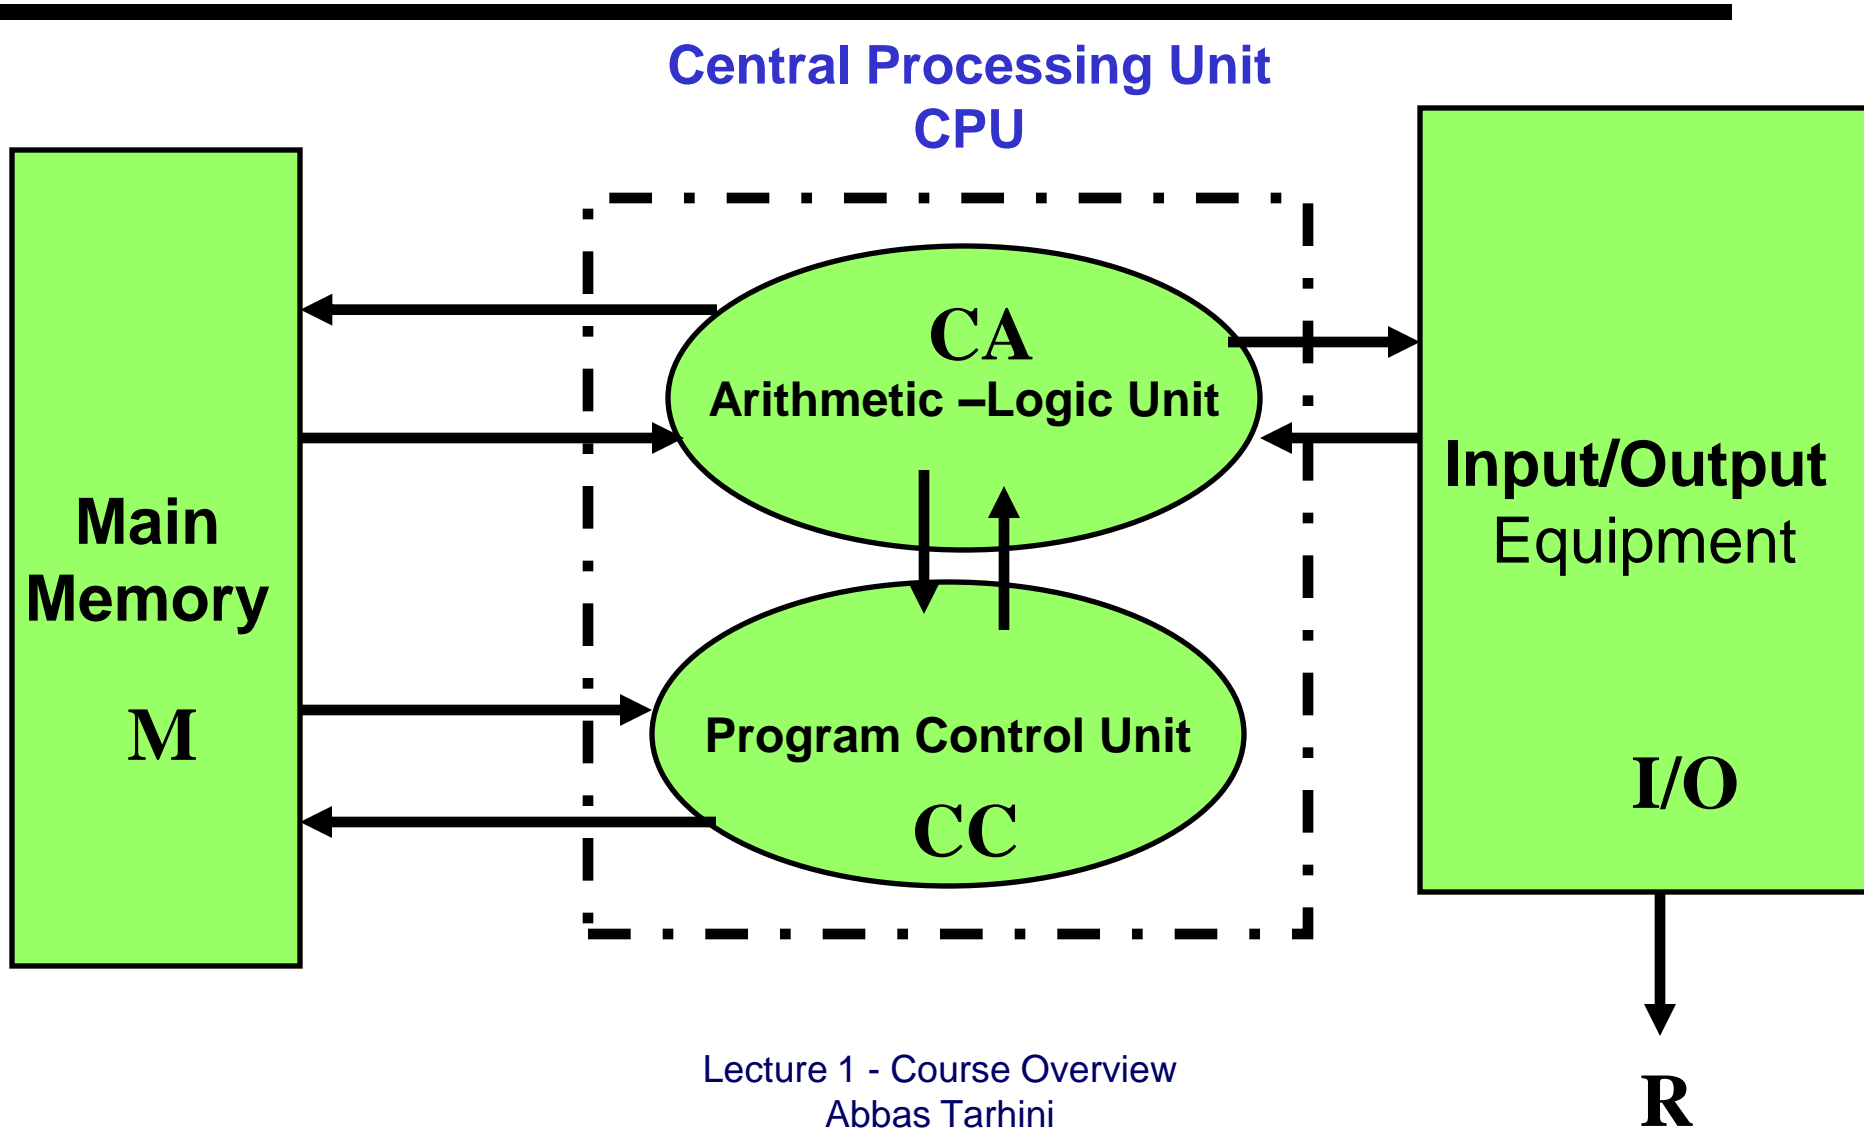 Central Processing Unit
CPU
Main
Memory
M
CA
Arithmetic –Logic Unit
Program Control Unit
CC
Input/Output
Equipment
I/O
R
Lecture 1 - Course Overview
Abbas Tarhini